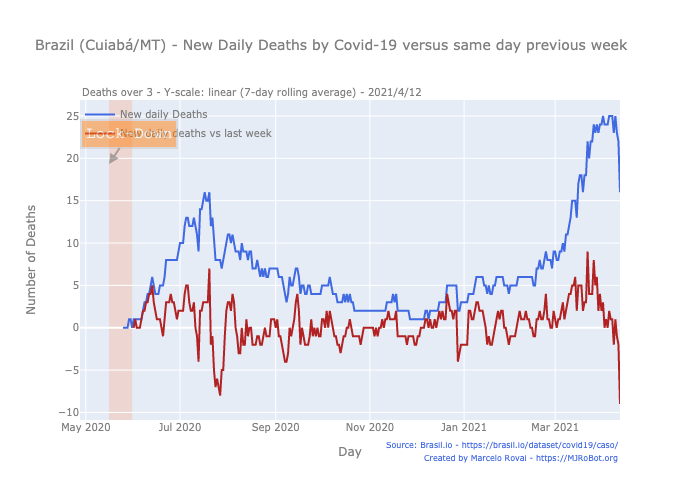 Brazil (Cuiabá/MT) - New Daily Deaths by Covid-19 versus same day previous week
Deaths over 3 - Y-scale: linear (7-day rolling average) - 2021/4/12
New daily Deaths
deaths vs last week
Lock Down
25
20
15
10
5
0
−5
−10
Number of Deaths
May 2020
Jul 2020
Sep 2020
Nov 2020
Jan 2021
Mar 2021
Day
Source: Brasil.io - https://brasil.io/dataset/covid19/caso/
Created by Marcelo Rovai - https://MJRoBot.org